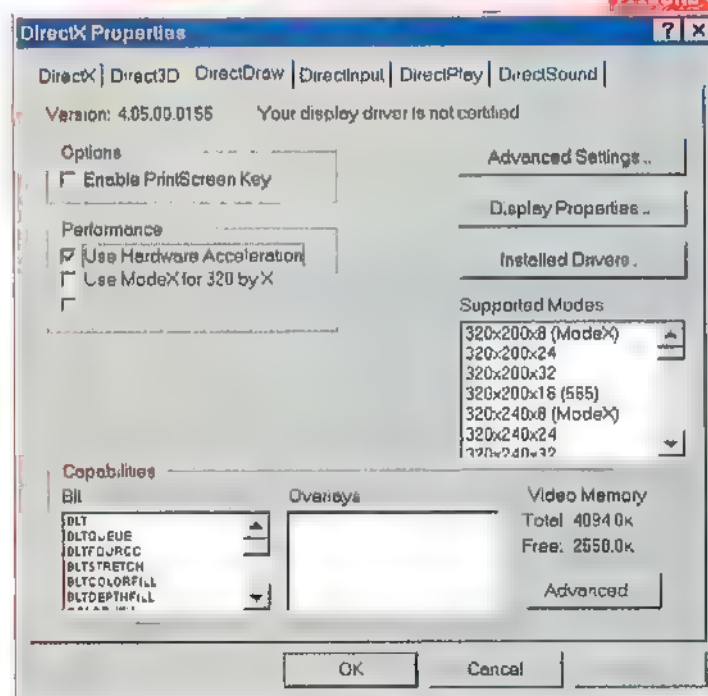 DirectX Properties
DirectX Direct3D DirectDraw DirectInput DirectPlay DirectSound
Version: 4.05.00.0155 Your display driver is not certified
Options
Enable PrintScreen Key
Advanced Settings..
Display Properties..
Performance
Use Hardware Acceleration
Use ModeX for 320 by X
Installed Drivers.
Supported Modes
320x200x8 (ModeX)
320x200x24
320x200x32
320x200x16 (565)
320x240x8 (ModeX)
320x240x24
320x240x32
Capabilities
Blt
BLT
BLTQUEUE
BLTFOURCC
BLTSTRETCH
BLTCOLORFILL
BLTDEPTHFILL
Overlays
Video Memory
Total 4094.0k
Free: 2550.0k
Advanced
OK Cancel